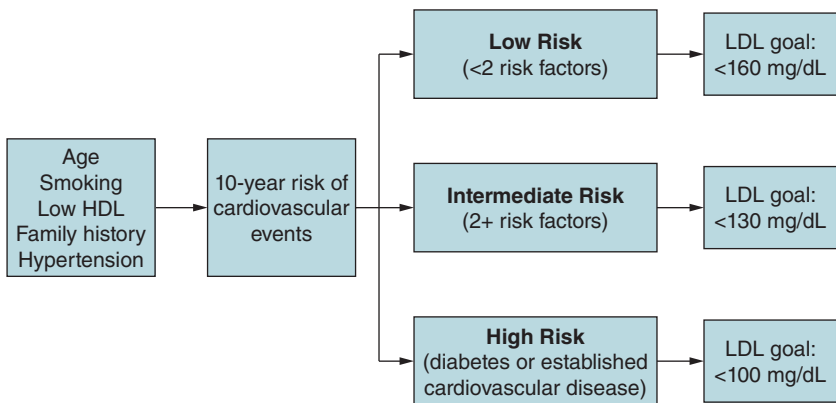 Age
Smoking
Low HDL
Family history
Hypertension
10-year risk of
cardiovascular
events
Low Risk
(<2 risk factors)
LDL goal:
<160 mg/dL
Intermediate Risk
(2+ risk factors)
LDL goal:
<130 mg/dL
High Risk
(diabetes or established
cardiovascular disease)
LDL goal:
<100 mg/dL